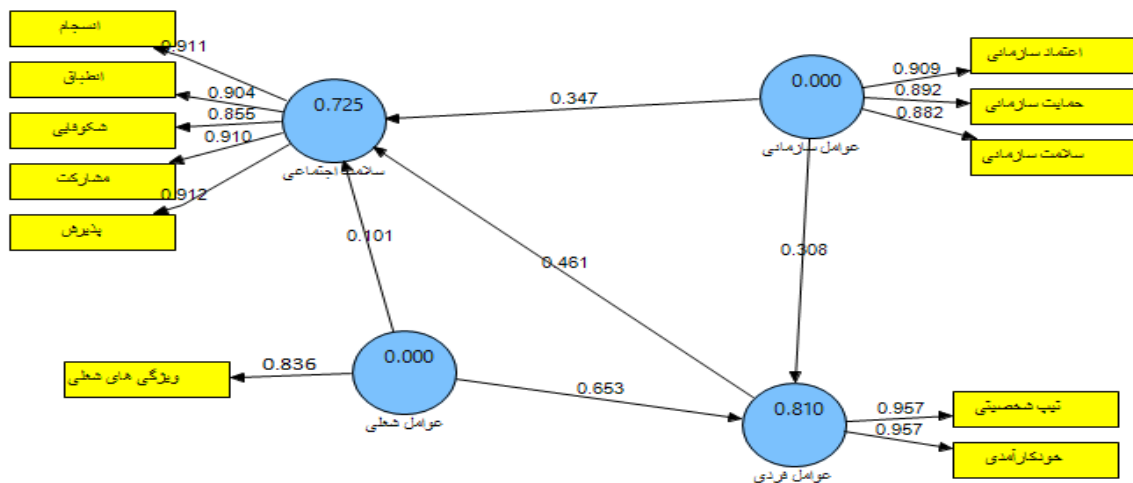 انسجام
0.911
انطباق
0.904
شکوفایی
0.855
مشارکت
0.910
پذیرش
0.912
0.725
سلامت اجتماعی
0.347
0.000
عوامل سازمانی
0.909
اعتماد سازمانی
0.892
حمایت سازمانی
0.882
سلامت سازمانی
0.101
0.461
0.308
ویژگی های شغلی
0.836
0.000
عوامل شغلی
0.653
0.810
عوامل فردی
0.957
تیپ شخصیتی
0.957
خودکارآمدی